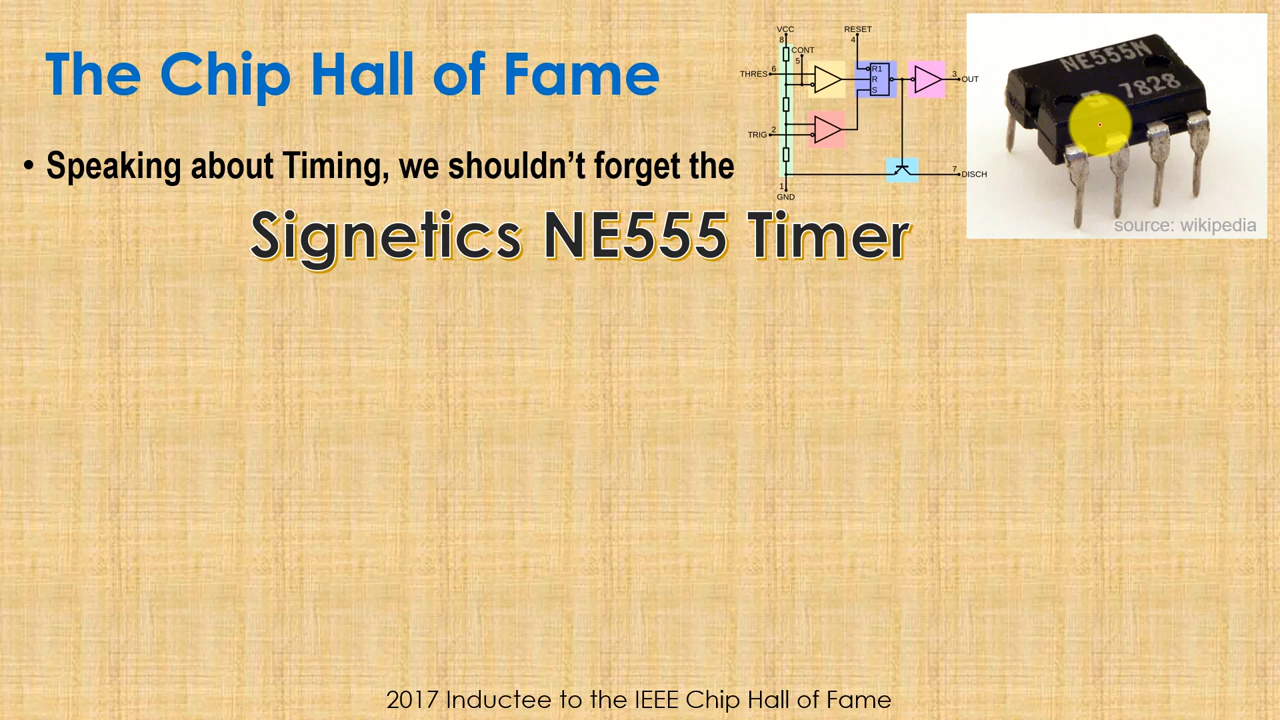 The Chip Hall of Fame
• Speaking about Timing, we shouldn’t forget the
Signetics NE555 Timer
VCC
8
CONT
5
RESET
4
THRES
6
R1
R
S
3
OUT
TRIG
2
7
DISCH
1
GND
NE555N
7828
source: wikipedia
2017 Inductee to the IEEE Chip Hall of Fame